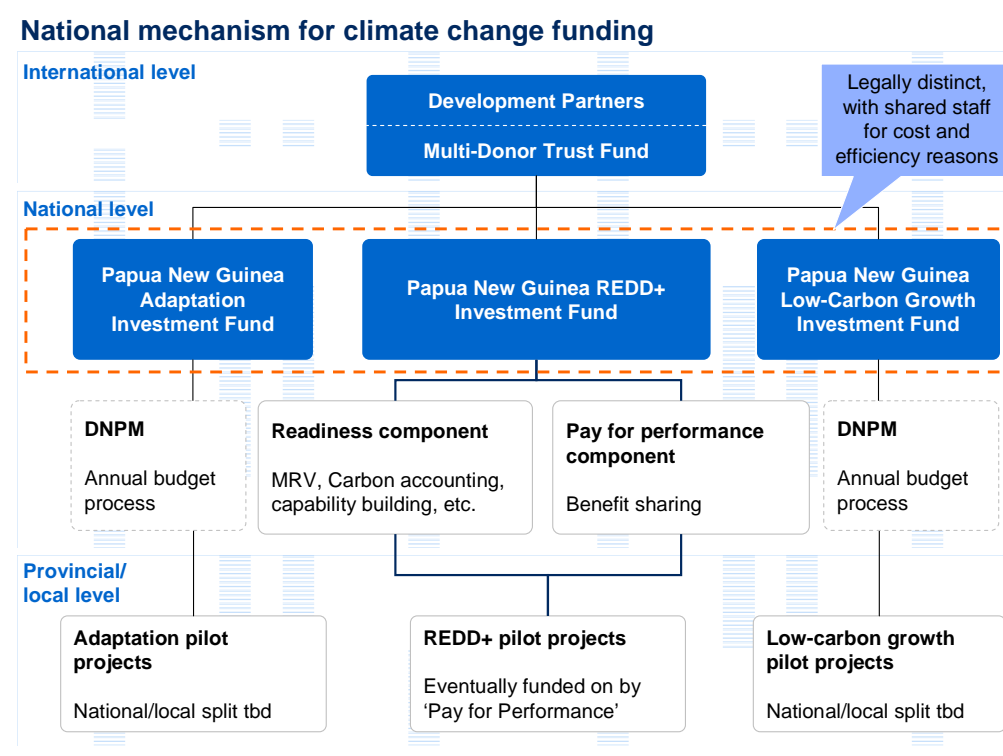 National mechanism for climate change funding
International level
Development Partners
Multi-Donor Trust Fund
Legally distinct,
with shared staff
for cost and
efficiency reasons
National level
Papua New Guinea
Adaptation
Investment Fund
Papua New Guinea REDD+
Investment Fund
Papua New Guinea
Low-Carbon Growth
Investment Fund
DNPM
Annual budget
process
Readiness component
MRV, Carbon accounting,
capability building, etc.
Pay for performance
component
Benefit sharing
DNPM
Annual budget
process
Provincial/
local level
Adaptation pilot
projects
National/local split tbd
REDD+ pilot projects
Eventually funded on by
‘Pay for Performance’
Low-carbon growth
pilot projects
National/local split tbd